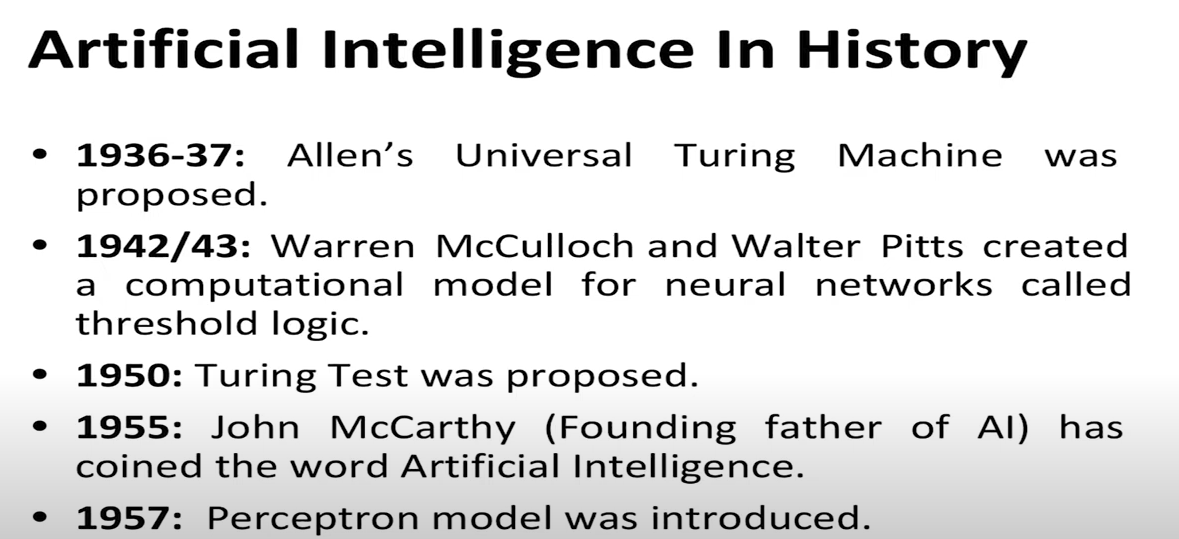 Artificial Intelligence In History
• 1936-37: Allen’s Universal Turing Machine was
proposed.
• 1942/43: Warren McCulloch and Walter Pitts created
a computational model for neural networks called
threshold logic.
• 1950: Turing Test was proposed.
• 1955: John McCarthy (Founding father of AI) has
coined the word Artificial Intelligence.
• 1957: Perceptron model was introduced.